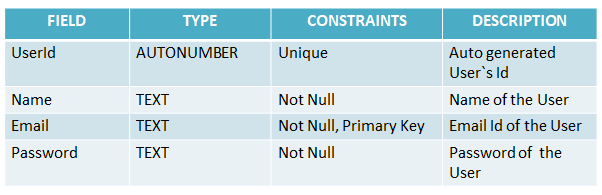 FIELD TYPE CONSTRAINTS DESCRIPTION
UserId AUTONUMBER Unique Auto generated
User`s Id
Name TEXT Not Null Name of the User
Email TEXT Not Null, Primary Key Email Id of the User
Password TEXT Not Null Password of the
User